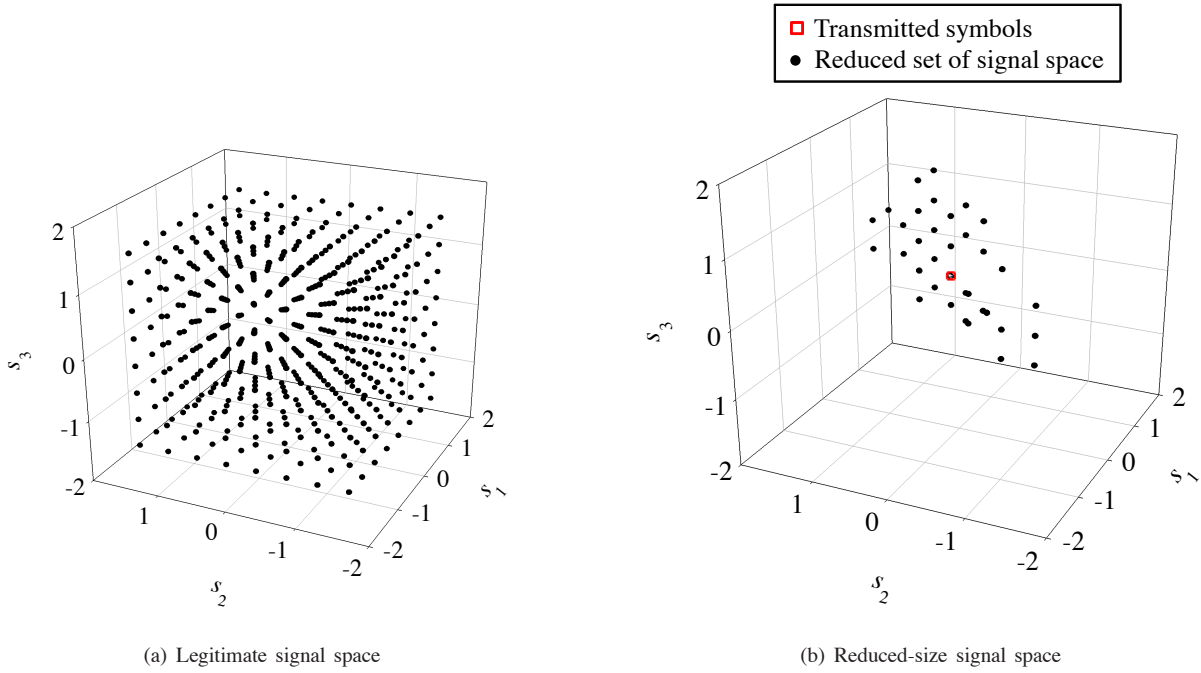 Transmitted symbols
Reduced set of signal space
2
1
0
-1
-2
s3
1
0
-1
-2
s2
2
1
0
-1
-2
s1
2
1
0
-1
-2
s3
1
0
-1
-2
s2
2
1
0
-1
-2
s1
(a) Legitimate signal space
(b) Reduced-size signal space